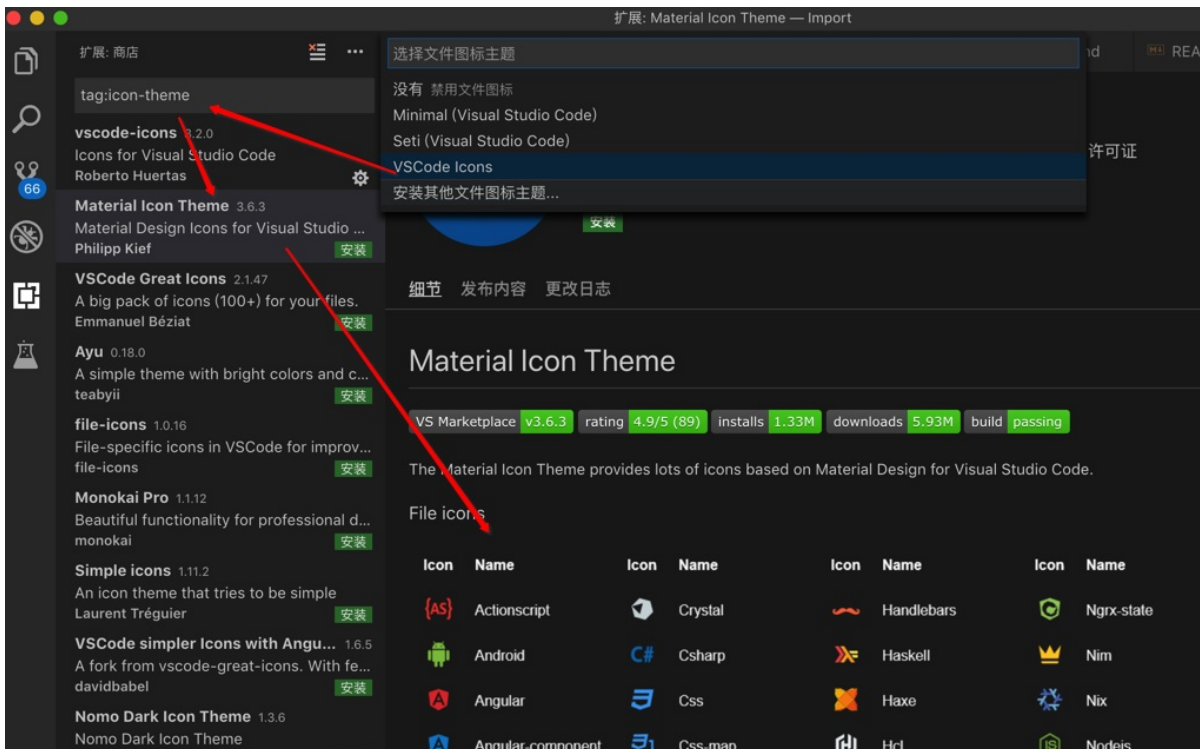 扩展: Material Icon Theme — Import
扩展: 商店
tag:icon-theme
vscode-icons 8.2.0
Icons for Visual Studio Code
Roberto Huertas
66
Material Icon Theme 3.6.3
Material Design Icons for Visual Studio ...
Philipp Kief 安装
VSCode Great Icons 2.1.47
A big pack of icons (100+) for your files.
Emmanuel Béziat 安装
Ayu 0.18.0
A simple theme with bright colors and c...
teabyii 安装
file-icons 1.0.16
File-specific icons in VSCode for improv...
file-icons 安装
Monokai Pro 1.1.12
Beautiful functionality for professional d...
monokai 安装
Simple icons 1.11.2
An icon theme that tries to be simple
Laurent Tréguier 安装
VSCode simpler Icons with Angu... 1.6.5
A fork from vscode-great-icons. With fe...
davidbabel 安装
Nomo Dark Icon Theme 1.3.6
Nomo Dark Icon Theme
选择文件图标主题
没有 禁用文件图标
Minimal (Visual Studio Code)
Seti (Visual Studio Code)
VSCode Icons
安装其他文件图标主题...
nd REA
许可证
安装
细节 发布内容 更改日志
Material Icon Theme
VS Marketplace v3.6.3 rating 4.9/5 (89) installs 1.33M downloads 5.93M build passing
The Material Icon Theme provides lots of icons based on Material Design for Visual Studio Code.
File icons
Icon Name Icon Name Icon Name Icon Name
{AS} Actionscript Crystal Handlebars Ngrx-state
Android C# Csharp Haskell Nim
Angular Css Haxe Nix
Angular-component Css-map Hcl Nodejs